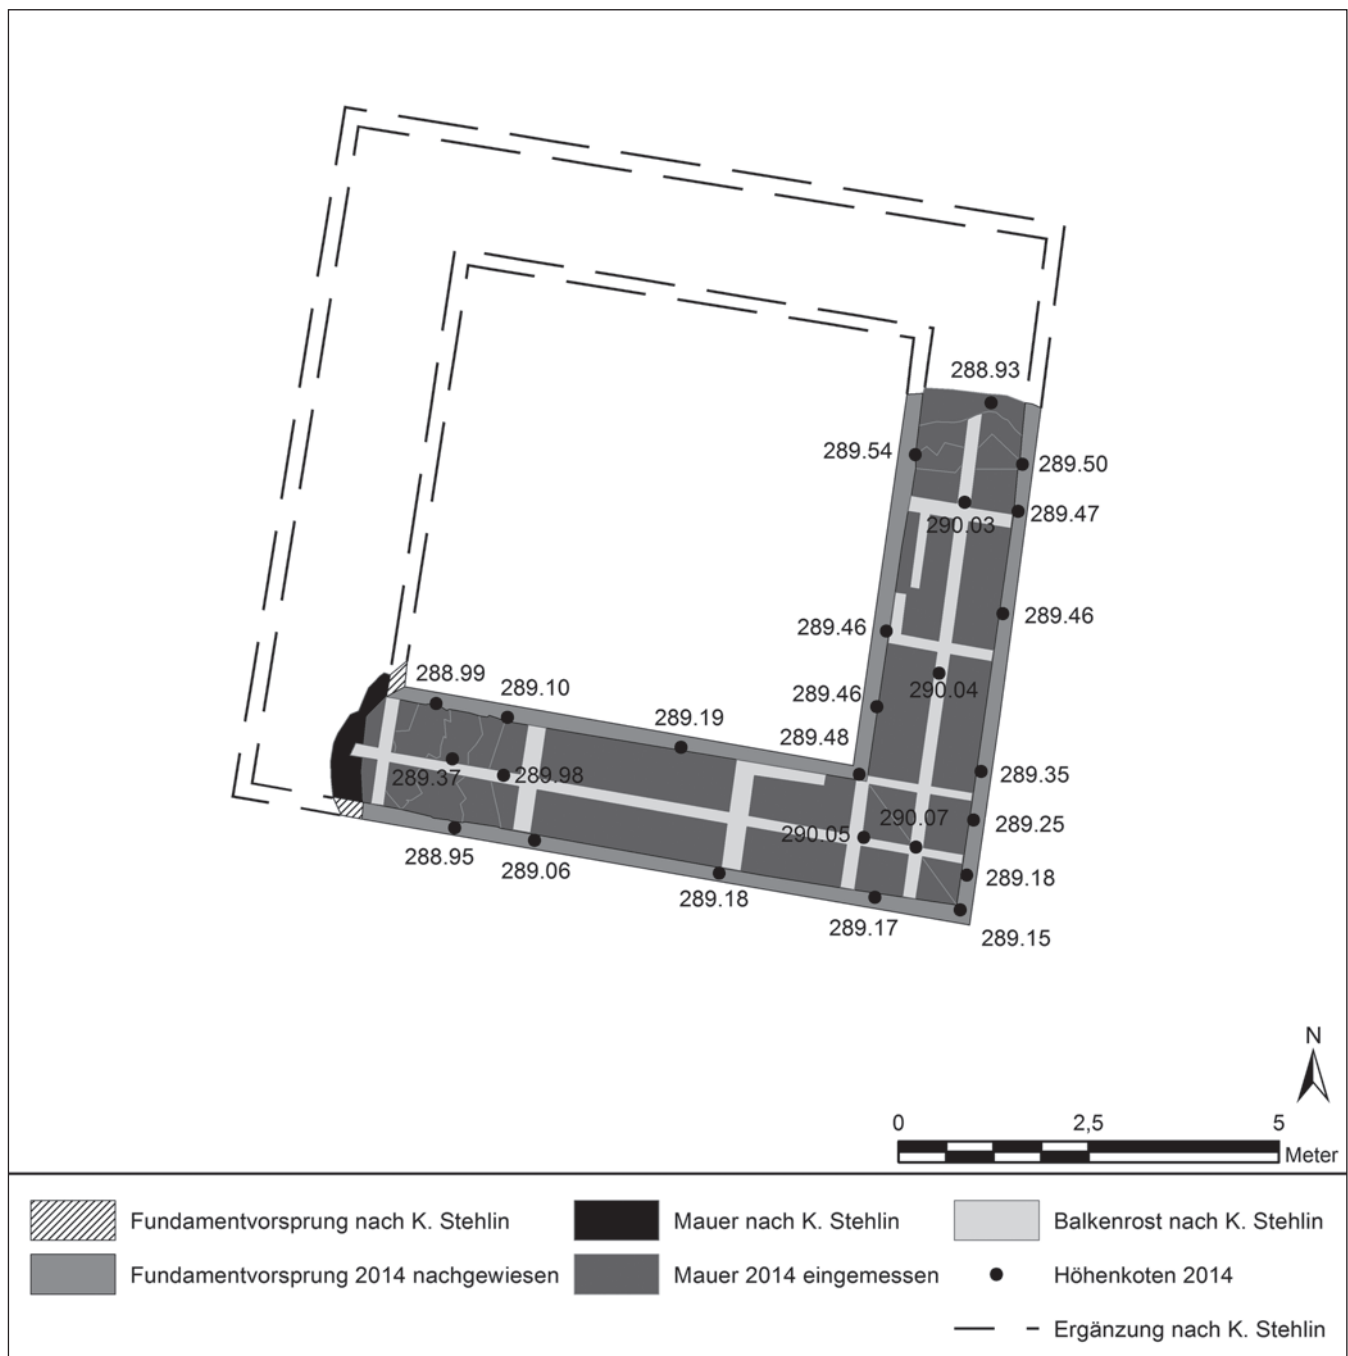 288.93
289.54
289.50
290.03
289.47
289.46
289.46
288.99
289.10
290.04
289.46
289.19
289.48
289.37
289.98
289.35
290.07
290.05
289.25
288.95
289.06
289.18
289.18
289.17
289.15
N
0 2,5 5
Meter
Fundamentvorsprung nach K. Stehlin
Mauer nach K. Stehlin
Balkenrost nach K. Stehlin
Fundamentvorsprung 2014 nachgewiesen
Mauer 2014 eingemessen
Höhenkoten 2014
Ergänzung nach K. Stehlin